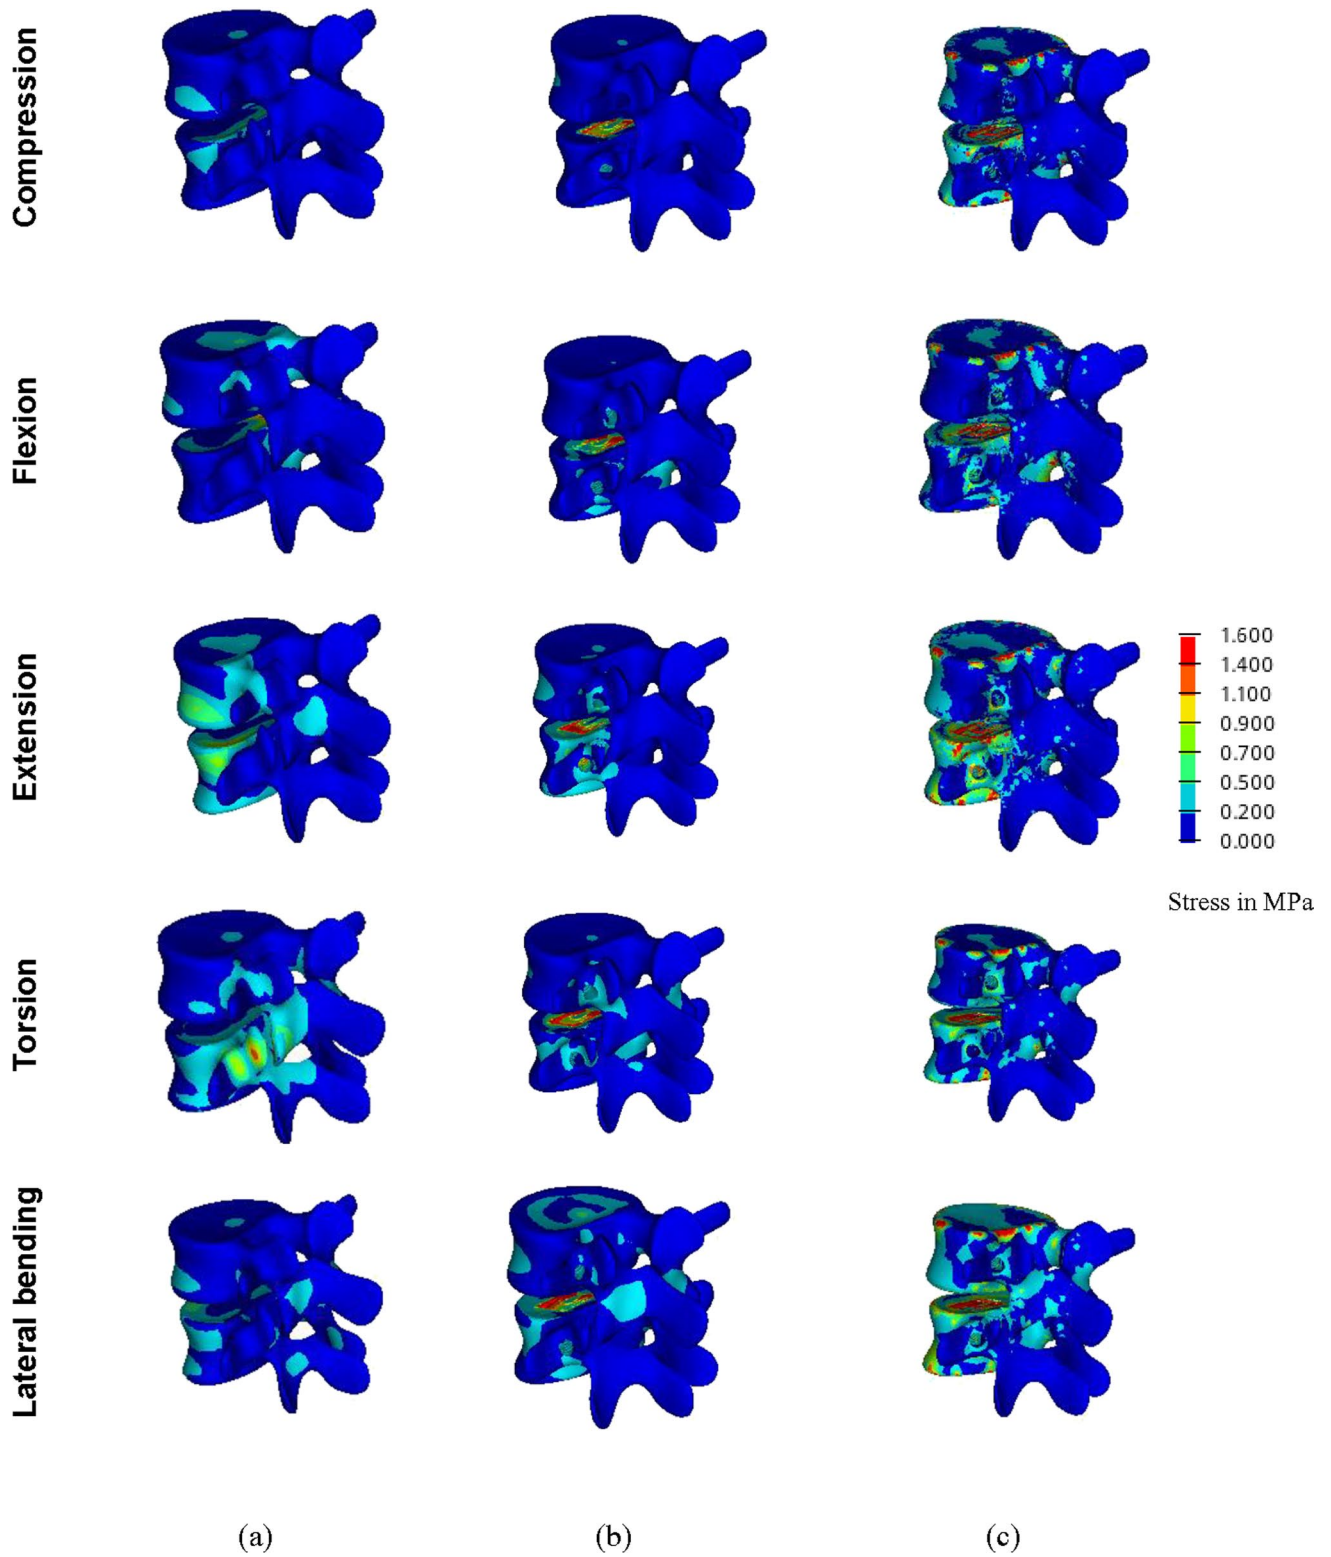 Compression
Flexion
Extension
1.600
1.400
1.100
0.900
0.700
0.500
0.200
0.000
Stress in MPa
Torsion
Lateral bending
(a)
(b)
(c)